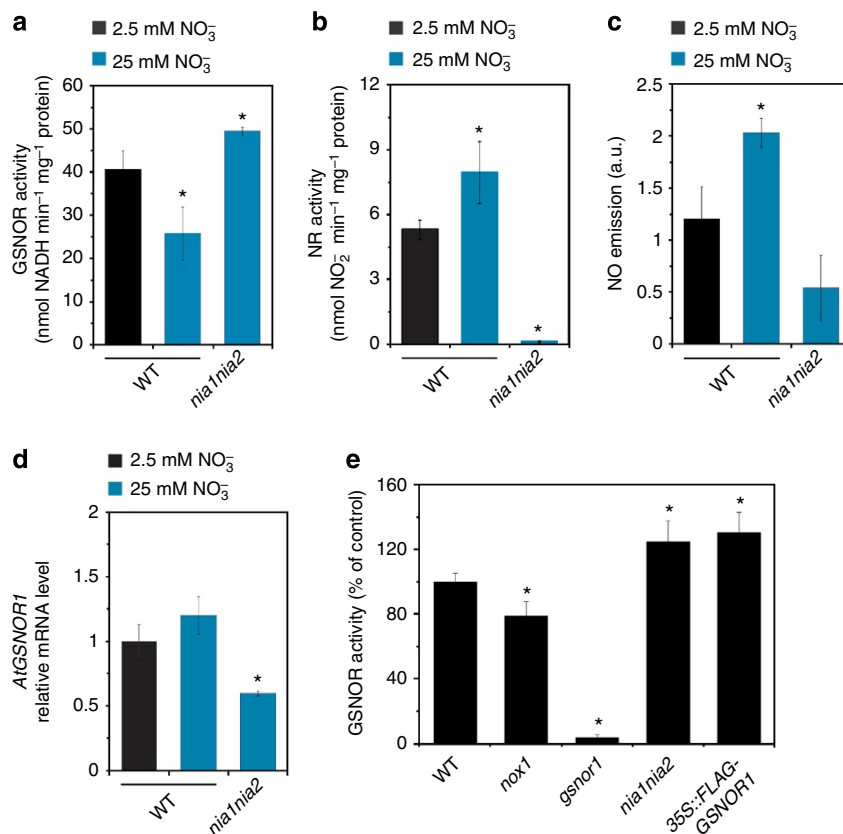 a
2.5 mM NO₃⁻
25 mM NO₃⁻
GSNOR activity
(nmol NADH min⁻¹ mg⁻¹ protein)
60
50
40
30
20
10
0
*
*
WT
nia1nia2
b
2.5 mM NO₃⁻
25 mM NO₃⁻
NR activity
(nmol NO₂⁻ min⁻¹ mg⁻¹ protein)
12
9
6
3
0
*
*
WT
nia1nia2
c
2.5 mM NO₃⁻
25 mM NO₃⁻
NO emission (a.u.)
2.5
2
1.5
1
0.5
0
*
WT
nia1nia2
d
2.5 mM NO₃⁻
25 mM NO₃⁻
AtGSNOR1
relative mRNA level
2
1.5
1
0.5
0
*
WT
nia1nia2
e
GSNOR activity (% of control)
160
120
80
40
0
*
*
*
*
WT
nox1
gsnor1
nia1nia2
35S::FLAG-
GSNOR1